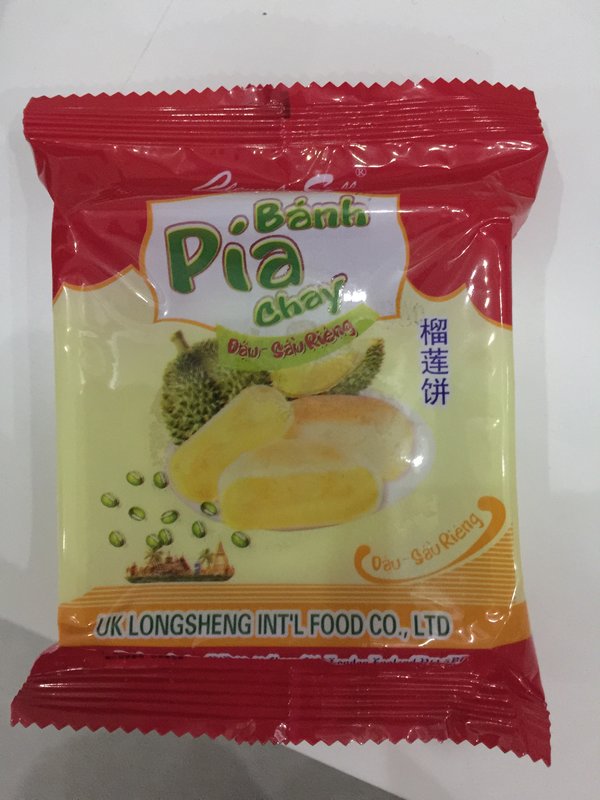 ®
Bánh
Pía
Chay
Đậu - Sầu Riêng
榴莲饼
Đậu - Sầu Riêng
UK LONGSHENG INT'L FOOD CO., LTD